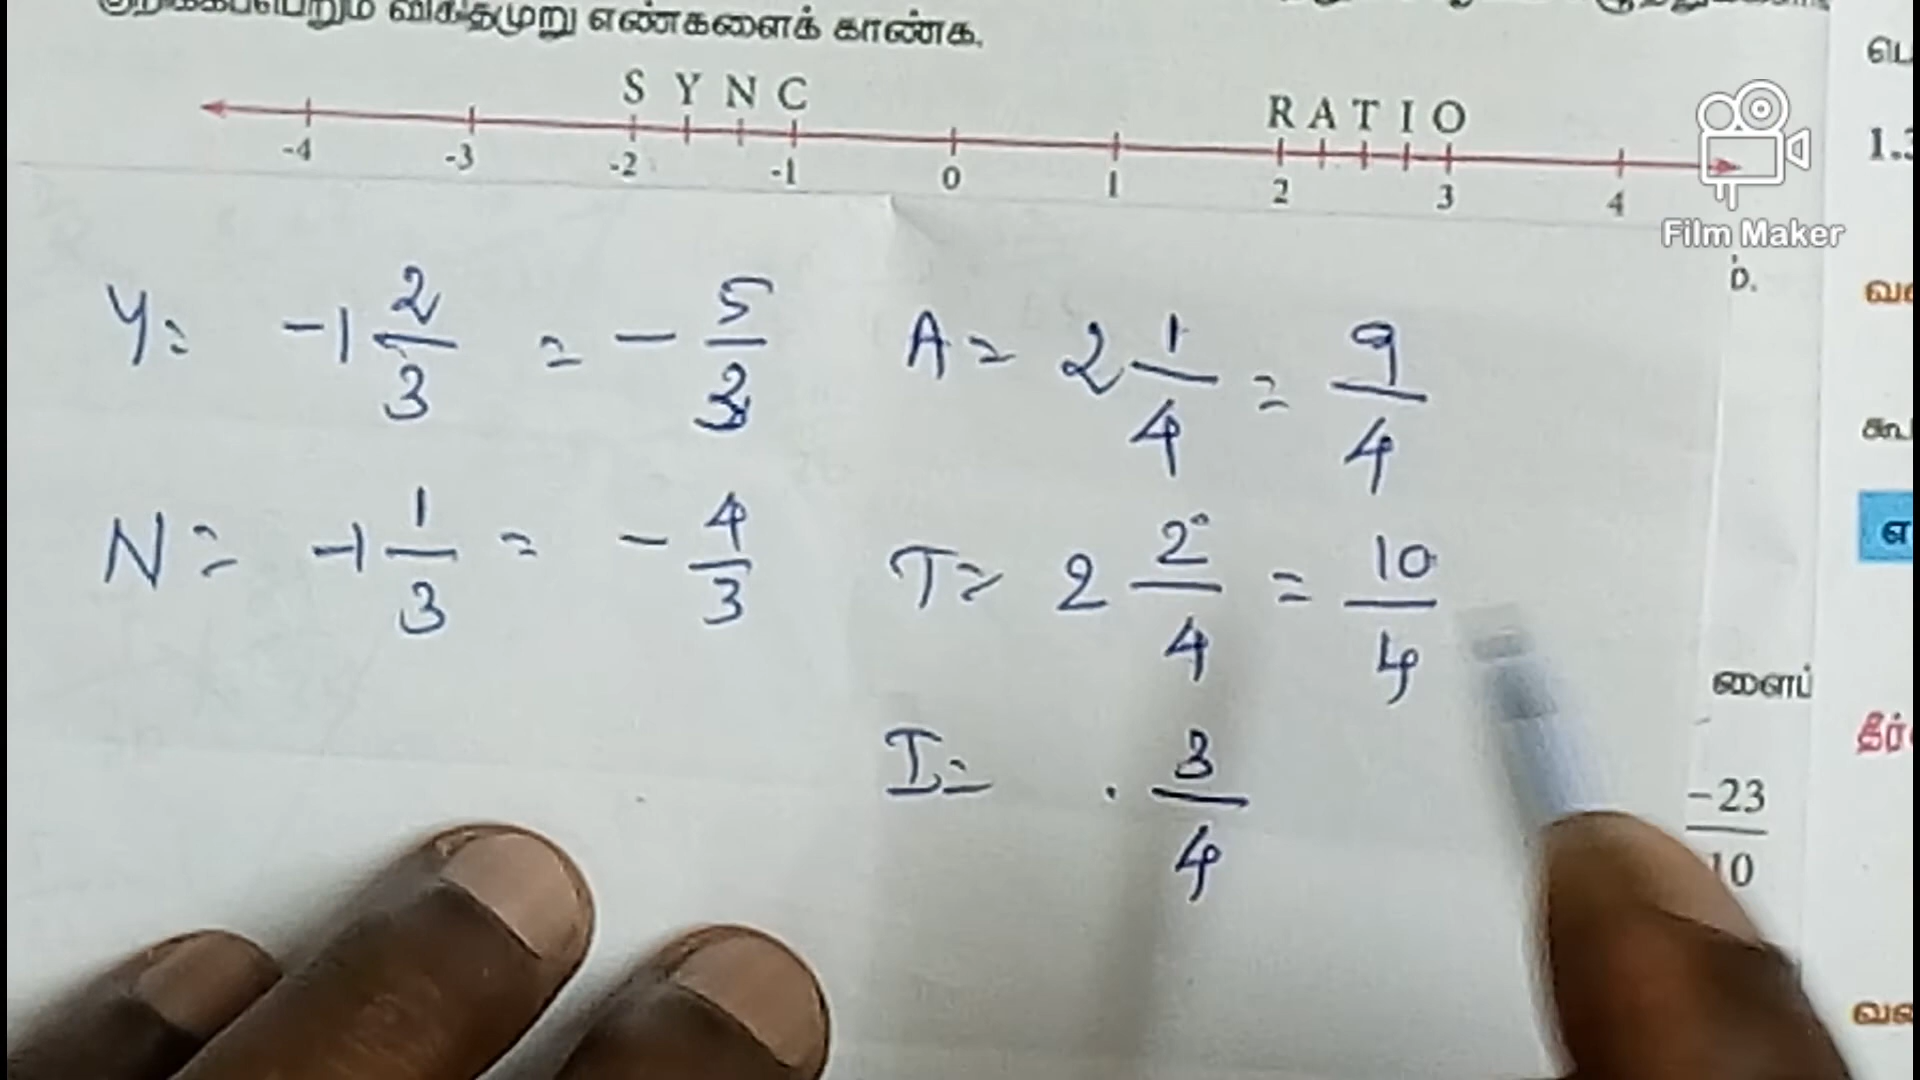 விகிதமுறு எண்களைக் காண்க.
S Y N C
R A T I O
-4 -3 -2 -1 0 1 2 3 4
Film Maker
Y = -1 2/3 = - 5/3
A = 2 1/4 = 9/4
N = -1 1/3 = - 4/3
T = 2 2/4 = 10/4
I = 3/4
-23
10